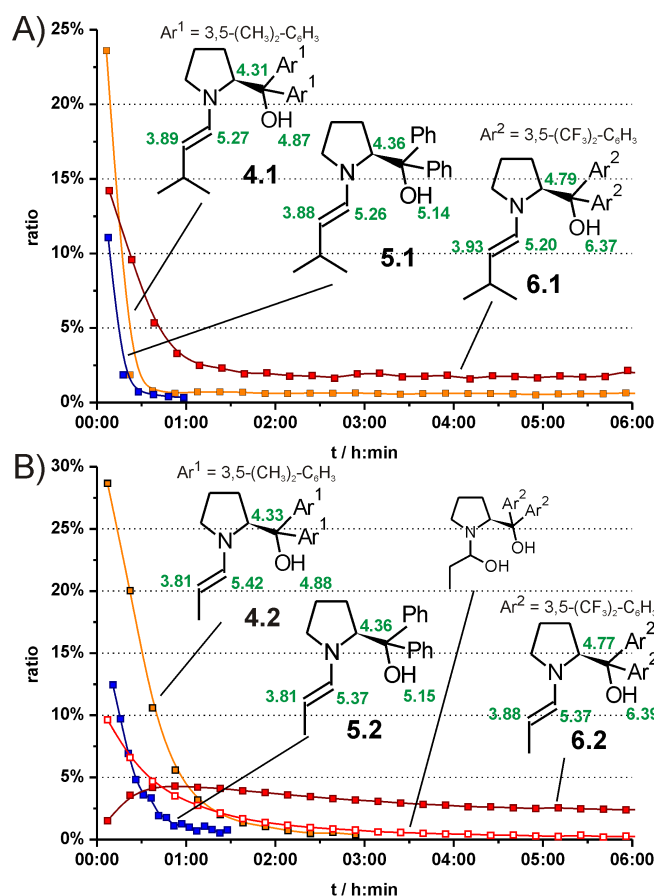 A)
Ar¹ = 3,5-(CH₃)₂-C₆H₃
25%
20%
15%
10%
5%
0%
ratio
4.31
Ar¹
Ar¹
N
OH
3.89
5.27
4.87
4.1
4.36
Ph
Ph
N
OH
3.88
5.26
5.14
5.1
Ar² = 3,5-(CF₃)₂-C₆H₃
4.79
Ar²
Ar²
N
OH
3.93
5.20
6.37
6.1
00:00 01:00 02:00 03:00 04:00 05:00 06:00
t / h:min
B)
Ar¹ = 3,5-(CH₃)₂-C₆H₃
30%
25%
20%
15%
10%
5%
0%
ratio
4.33
Ar¹
Ar¹
N
OH
3.81
5.42
4.88
4.2
4.36
Ph
Ph
N
OH
3.81
5.37
5.15
5.2
Ar²
Ar²
N
OH
OH
Ar² = 3,5-(CF₃)₂-C₆H₃
4.77
Ar²
Ar²
N
OH
3.88
5.37
6.39
6.2
00:00 01:00 02:00 03:00 04:00 05:00 06:00
t / h:min